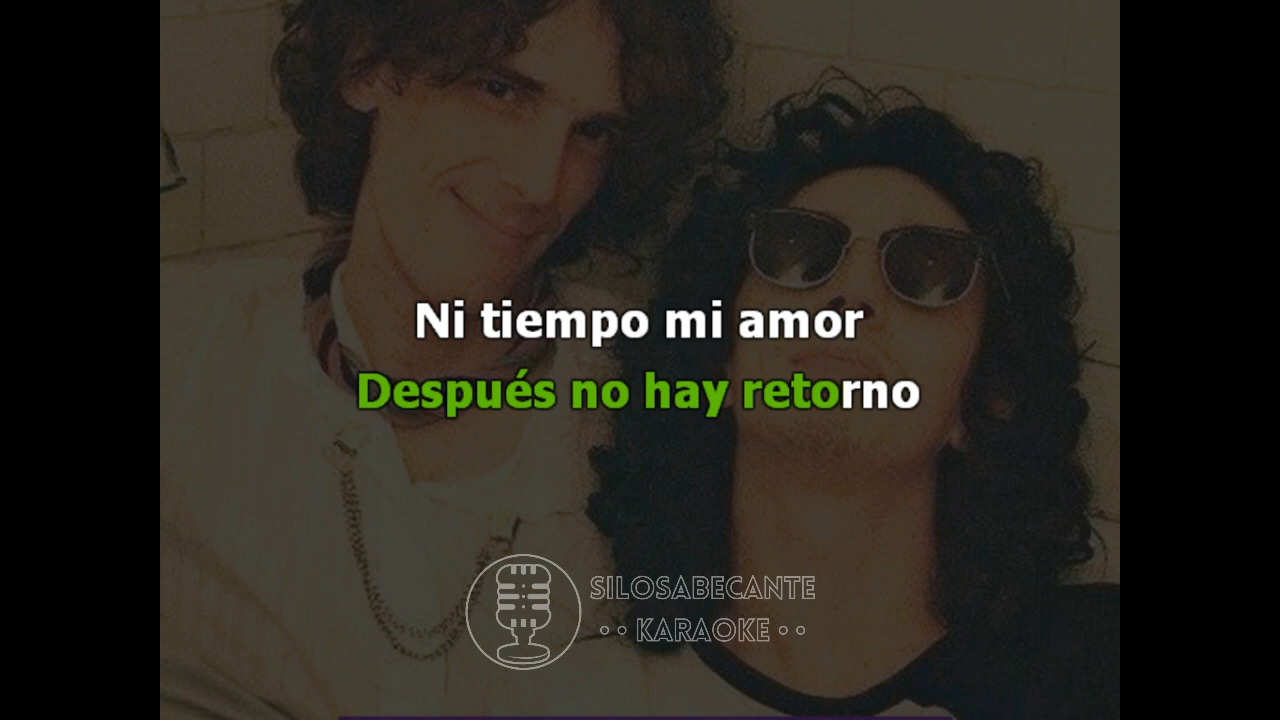 Ni tiempo mi amor
Después no hay retorno
SILOSABECANTE
KARAOKE